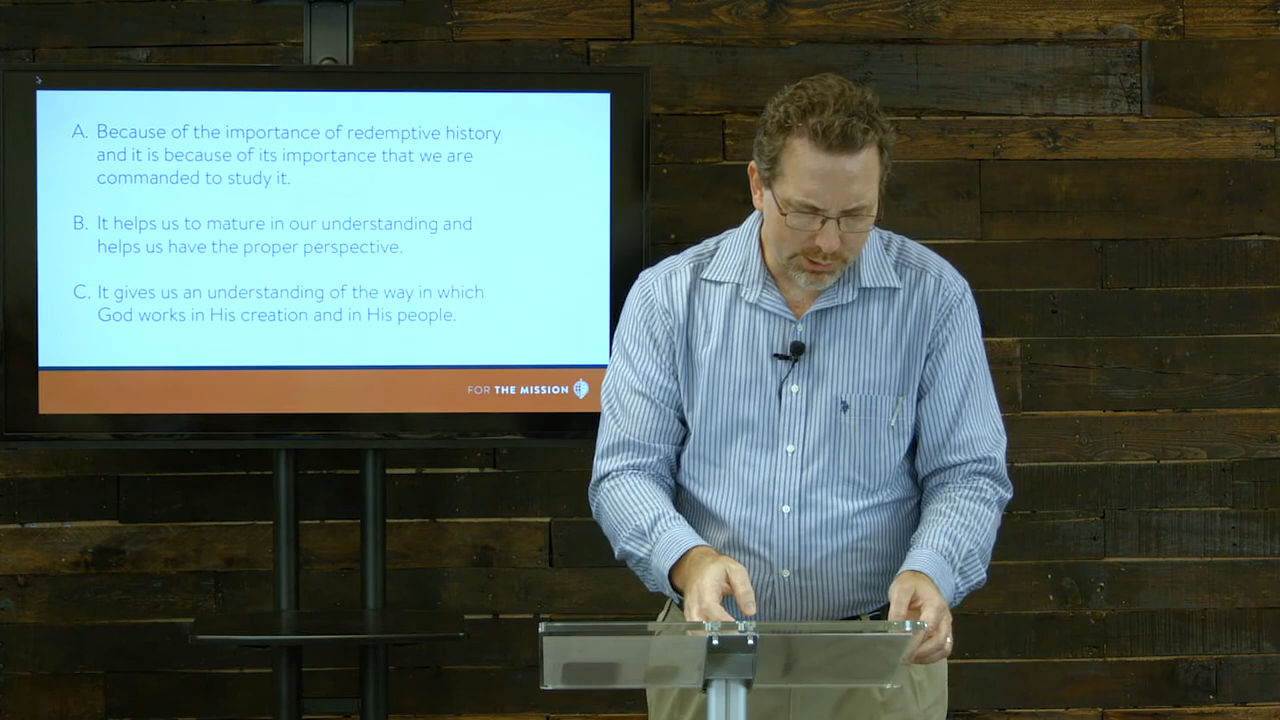 A. Because of the importance of redemptive history
and it is because of its importance that we are
commanded to study it.
B. It helps us to mature in our understanding and
helps us have the proper perspective.
C. It gives us an understanding of the way in which
God works in His creation and in His people.
FOR THE MISSION